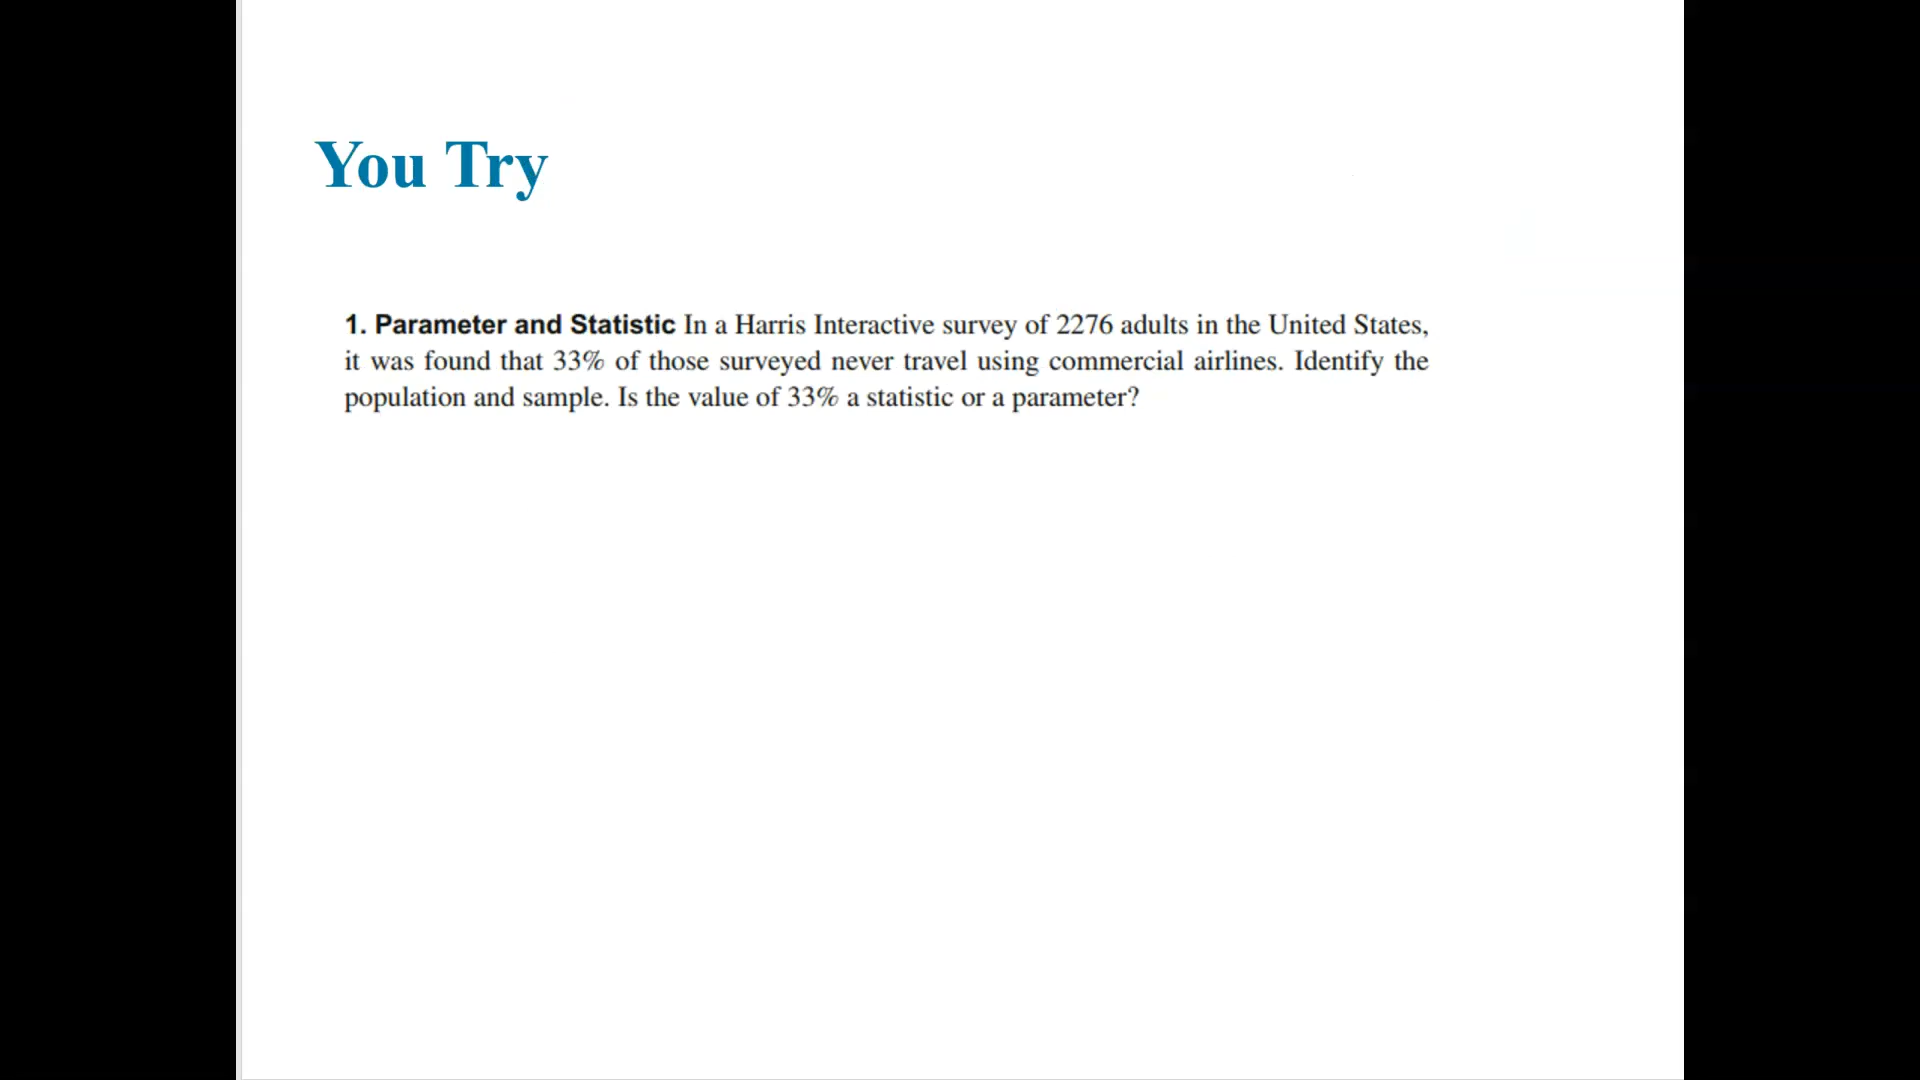 You Try
1. Parameter and Statistic In a Harris Interactive survey of 2276 adults in the United States,
it was found that 33% of those surveyed never travel using commercial airlines. Identify the
population and sample. Is the value of 33% a statistic or a parameter?